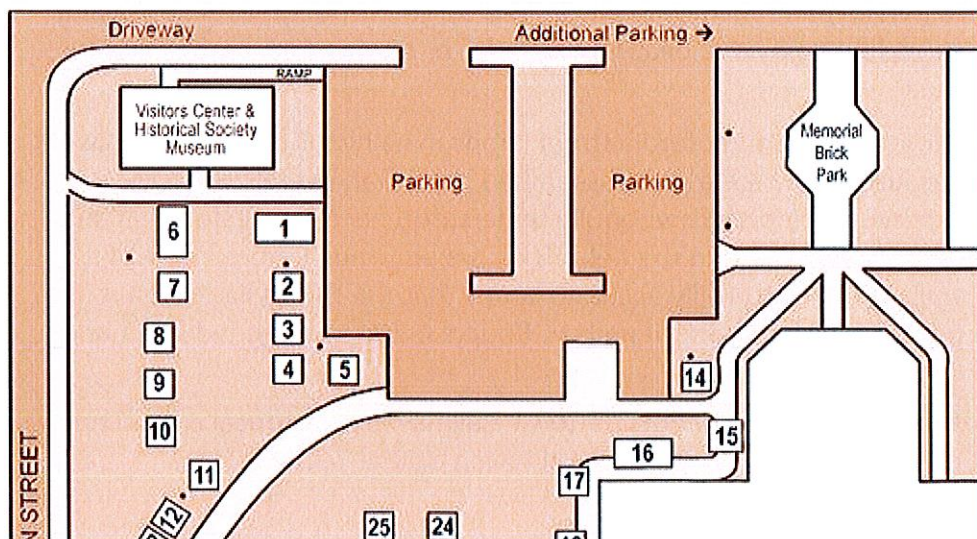 Driveway
Additional Parking →
RAMP
Visitors Center &
Historical Society
Museum
Memorial
Brick
Park
Parking
Parking
6
1
7
2
8
3
9
4
5
14
10
15
16
11
17
12
25
24
N STREET